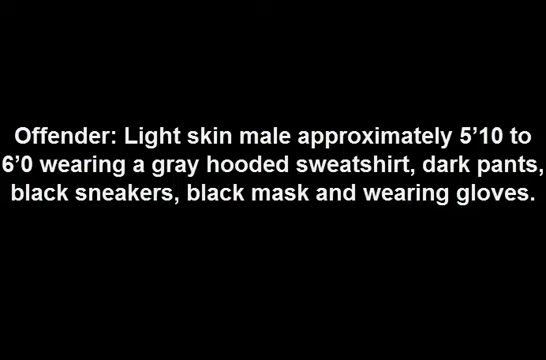 Offender: Light skin male approximately 5’10 to
6’0 wearing a gray hooded sweatshirt, dark pants,
black sneakers, black mask and wearing gloves.